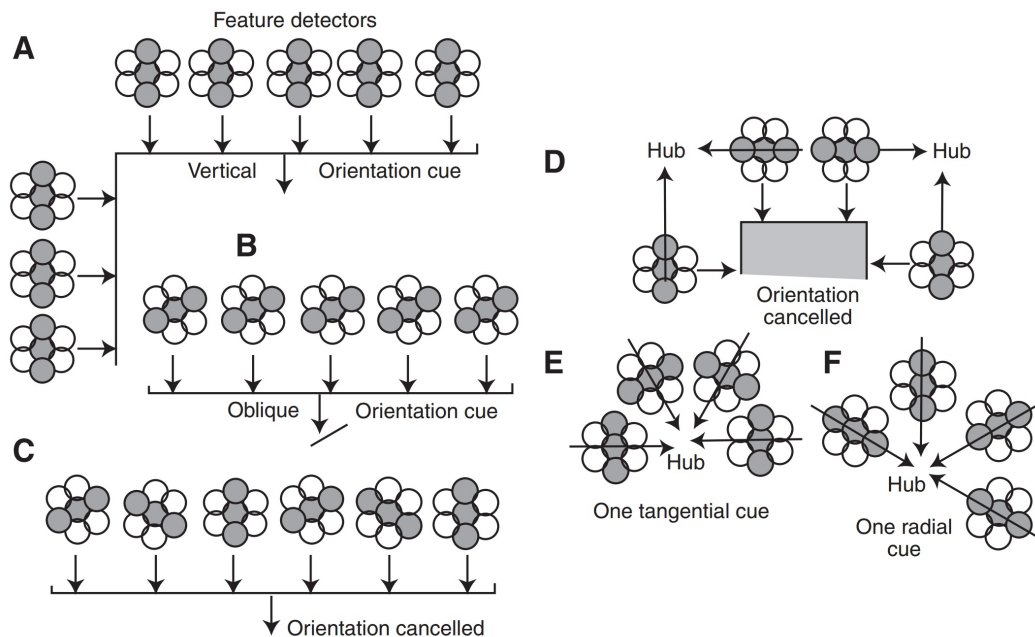 Feature detectors
A
Vertical
Orientation cue
B
Oblique
Orientation cue
C
Orientation cancelled
D
Hub
Hub
Orientation
cancelled
E
Hub
One tangential cue
F
Hub
One radial
cue